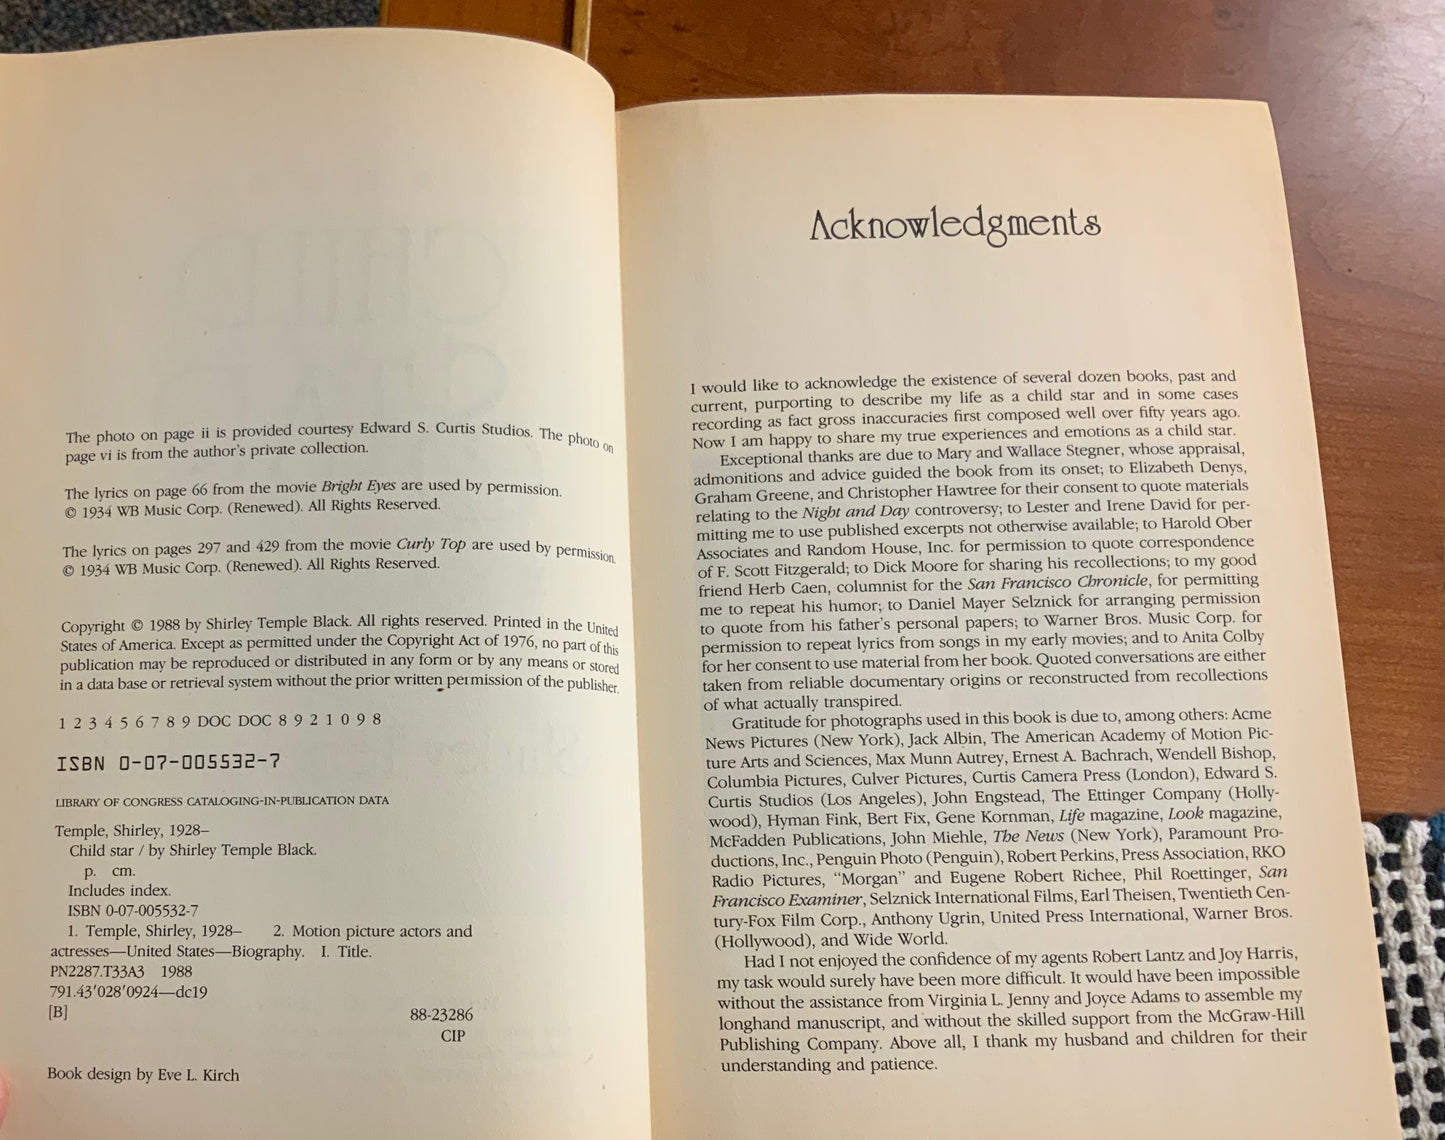 The photo on page ii is provided courtesy Edward S. Curtis Studios. The photo on
page vi is from the author's private collection.
The lyrics on page 66 from the movie Bright Eyes are used by permission.
© 1934 WB Music Corp. (Renewed). All Rights Reserved.
The lyrics on pages 297 and 429 from the movie Curly Top are used by permission.
© 1934 WB Music Corp. (Renewed). All Rights Reserved.
Copyright © 1988 by Shirley Temple Black. All rights reserved. Printed in the United
States of America. Except as permitted under the Copyright Act of 1976, no part of this
publication may be reproduced or distributed in any form or by any means or stored
in a data base or retrieval system without the prior written permission of the publisher.
1 2 3 4 5 6 7 8 9 DOC DOC 8 9 2 1 0 9 8
ISBN 0-07-005532-7
LIBRARY OF CONGRESS CATALOGING-IN-PUBLICATION DATA
Temple, Shirley, 1928–
Child star / by Shirley Temple Black.
p. cm.
Includes index.
ISBN 0-07-005532-7
1. Temple, Shirley, 1928– 2. Motion picture actors and
actresses—United States—Biography. I. Title.
PN2287.T33A3 1988
791.43′028′0924—dc19
[B] 88-23286
CIP
Book design by Eve L. Kirch
Acknowledgments
I would like to acknowledge the existence of several dozen books, past and
current, purporting to describe my life as a child star and in some cases
recording as fact gross inaccuracies first composed well over fifty years ago.
Now I am happy to share my true experiences and emotions as a child star.
Exceptional thanks are due to Mary and Wallace Stegner, whose appraisal,
admonitions and advice guided the book from its onset; to Elizabeth Denys,
Graham Greene, and Christopher Hawtree for their consent to quote materials
relating to the Night and Day controversy; to Lester and Irene David for per-
mitting me to use published excerpts not otherwise available; to Harold Ober
Associates and Random House, Inc. for permission to quote correspondence
of F. Scott Fitzgerald; to Dick Moore for sharing his recollections; to my good
friend Herb Caen, columnist for the San Francisco Chronicle, for permitting
me to repeat his humor; to Daniel Mayer Selznick for arranging permission
to quote from his father's personal papers; to Warner Bros. Music Corp. for
permission to repeat lyrics from songs in my early movies; and to Anita Colby
for her consent to use material from her book. Quoted conversations are either
taken from reliable documentary origins or reconstructed from recollections
of what actually transpired.
Gratitude for photographs used in this book is due to, among others: Acme
News Pictures (New York), Jack Albin, The American Academy of Motion Pic-
ture Arts and Sciences, Max Munn Autrey, Ernest A. Bachrach, Wendell Bishop,
Columbia Pictures, Culver Pictures, Curtis Camera Press (London), Edward S.
Curtis Studios (Los Angeles), John Engstead, The Ettinger Company (Holly-
wood), Hyman Fink, Bert Fix, Gene Kornman, Life magazine, Look magazine,
McFadden Publications, John Miehle, The News (New York), Paramount Pro-
ductions, Inc., Penguin Photo (Penguin), Robert Perkins, Press Association, RKO
Radio Pictures, "Morgan" and Eugene Robert Richee, Phil Roettinger, San
Francisco Examiner, Selznick International Films, Earl Theisen, Twentieth Cen-
tury-Fox Film Corp., Anthony Ugrin, United Press International, Warner Bros.
(Hollywood), and Wide World.
Had I not enjoyed the confidence of my agents Robert Lantz and Joy Harris,
my task would surely have been more difficult. It would have been impossible
without the assistance from Virginia L. Jenny and Joyce Adams to assemble my
longhand manuscript, and without the skilled support from the McGraw-Hill
Publishing Company. Above all, I thank my husband and children for their
understanding and patience.